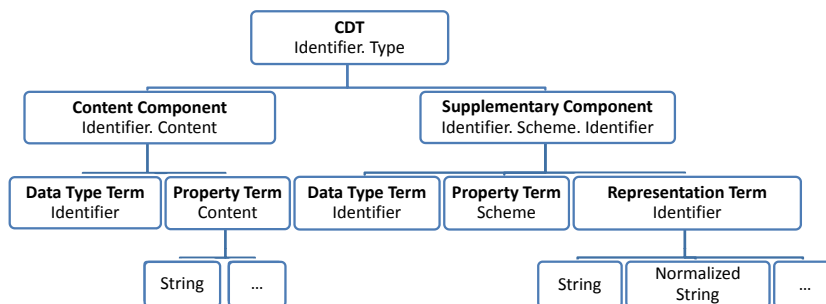 CDT
Identifier. Type
Content Component
Identifier. Content
Supplementary Component
Identifier. Scheme. Identifier
Data Type Term
Identifier
Property Term
Content
Data Type Term
Identifier
Property Term
Scheme
Representation Term
Identifier
String
...
String
Normalized
String
...